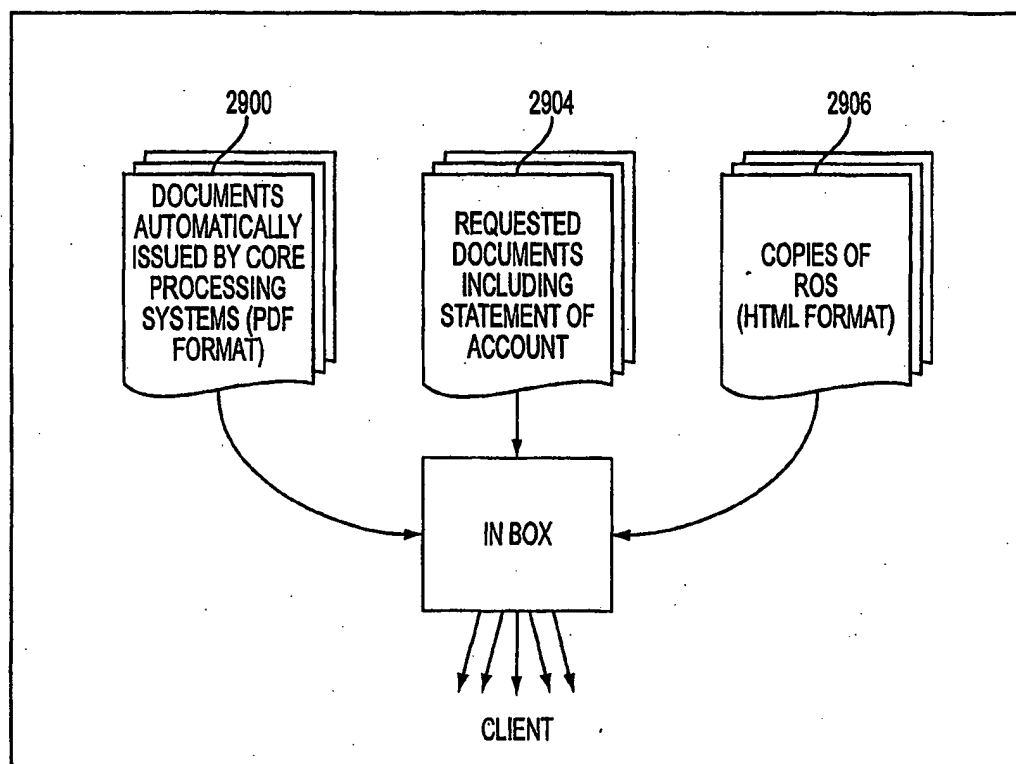 2900
2904
2906
DOCUMENTS
AUTOMATICALLY
ISSUED BY CORE
PROCESSING
SYSTEMS (PDF
FORMAT)
REQUESTED
DOCUMENTS
INCLUDING
STATEMENT OF
ACCOUNT
COPIES OF
ROS
(HTML FORMAT)
IN BOX
CLIENT